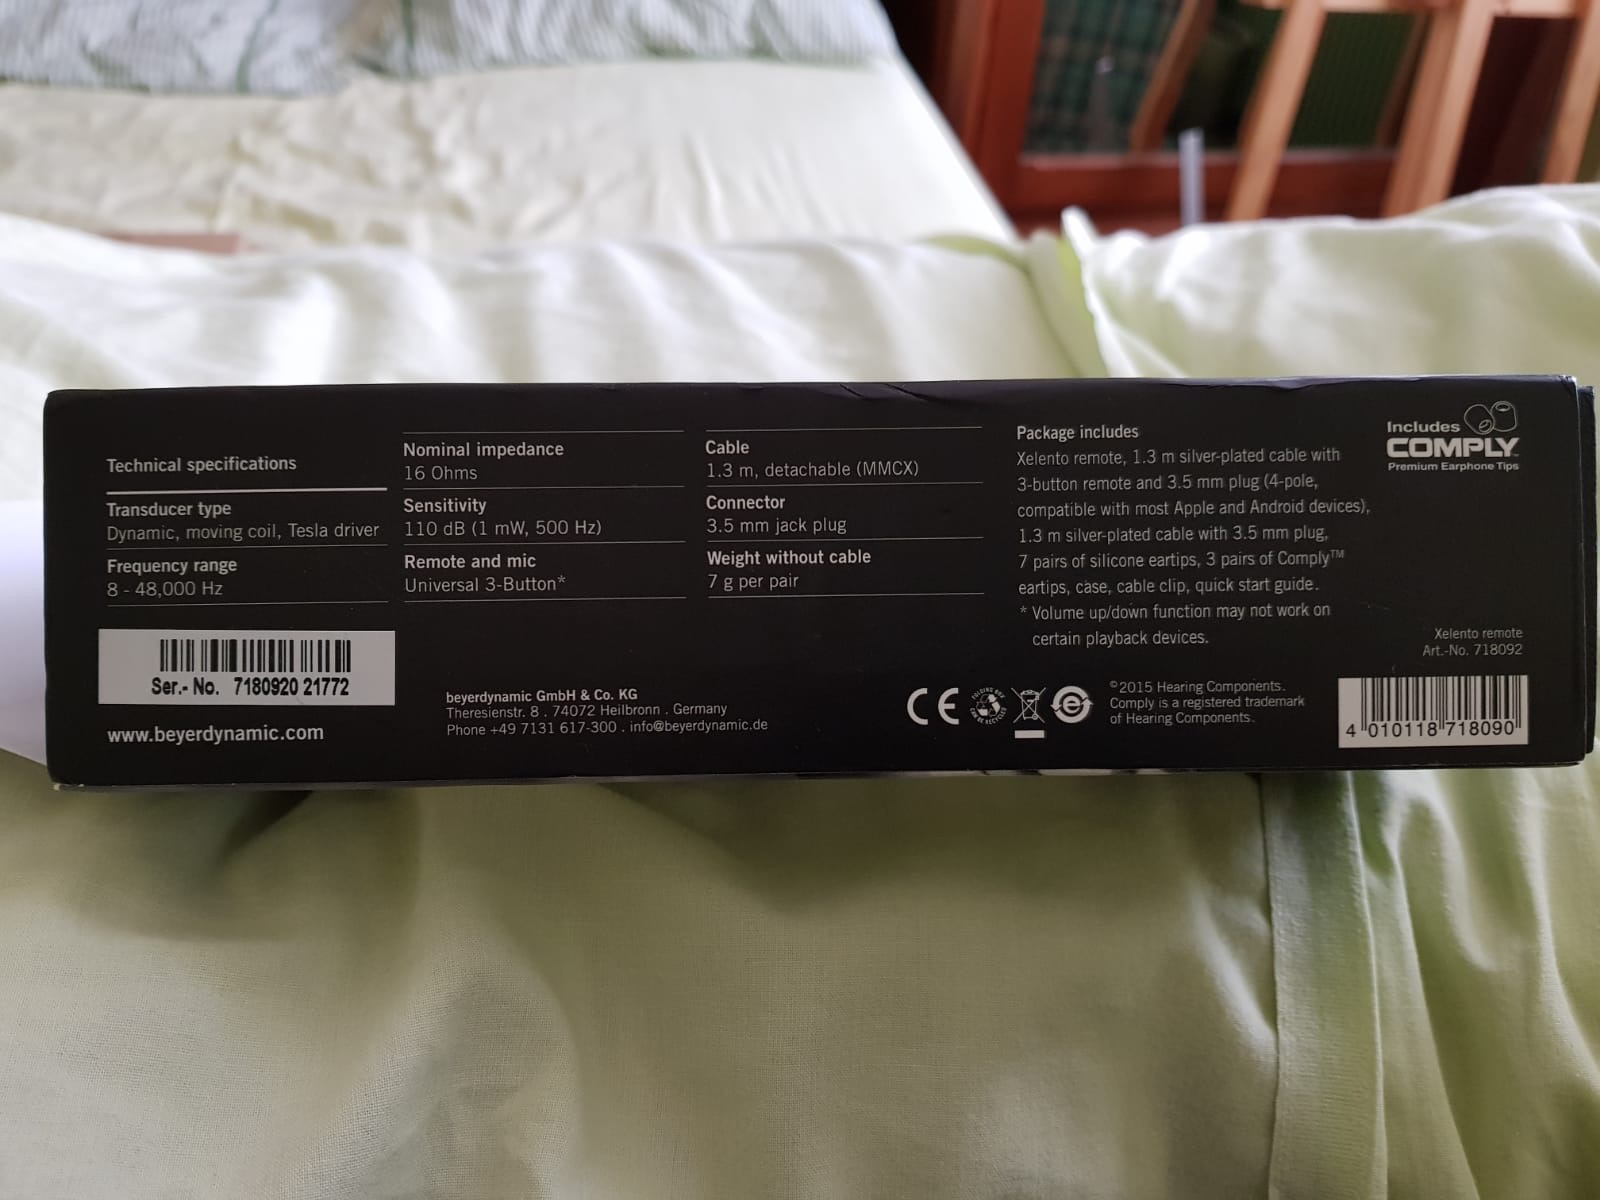 Technical specifications
Transducer type
Dynamic, moving coil, Tesla driver
Frequency range
8 - 48,000 Hz
Nominal impedance
16 Ohms
Sensitivity
110 dB (1 mW, 500 Hz)
Remote and mic
Universal 3-Button*
Cable
1.3 m, detachable (MMCX)
Connector
3.5 mm jack plug
Weight without cable
7 g per pair
Package includes
Xelento remote, 1.3 m silver-plated cable with
3-button remote and 3.5 mm plug (4-pole,
compatible with most Apple and Android devices),
1.3 m silver-plated cable with 3.5 mm plug,
7 pairs of silicone eartips, 3 pairs of Comply™
eartips, case, cable clip, quick start guide.
* Volume up/down function may not work on
certain playback devices.
Includes
COMPLY™
Premium Earphone Tips
Xelento remote
Art.-No. 718092
Ser.- No. 7180920 21772
www.beyerdynamic.com
beyerdynamic GmbH & Co. KG
Theresienstr. 8 . 74072 Heilbronn . Germany
Phone +49 7131 617-300 . info@beyerdynamic.de
CE
FOLDING BOX
CAN BE RECYCLED
e
©2015 Hearing Components.
Comply is a registered trademark
of Hearing Components.
4 010118 718090